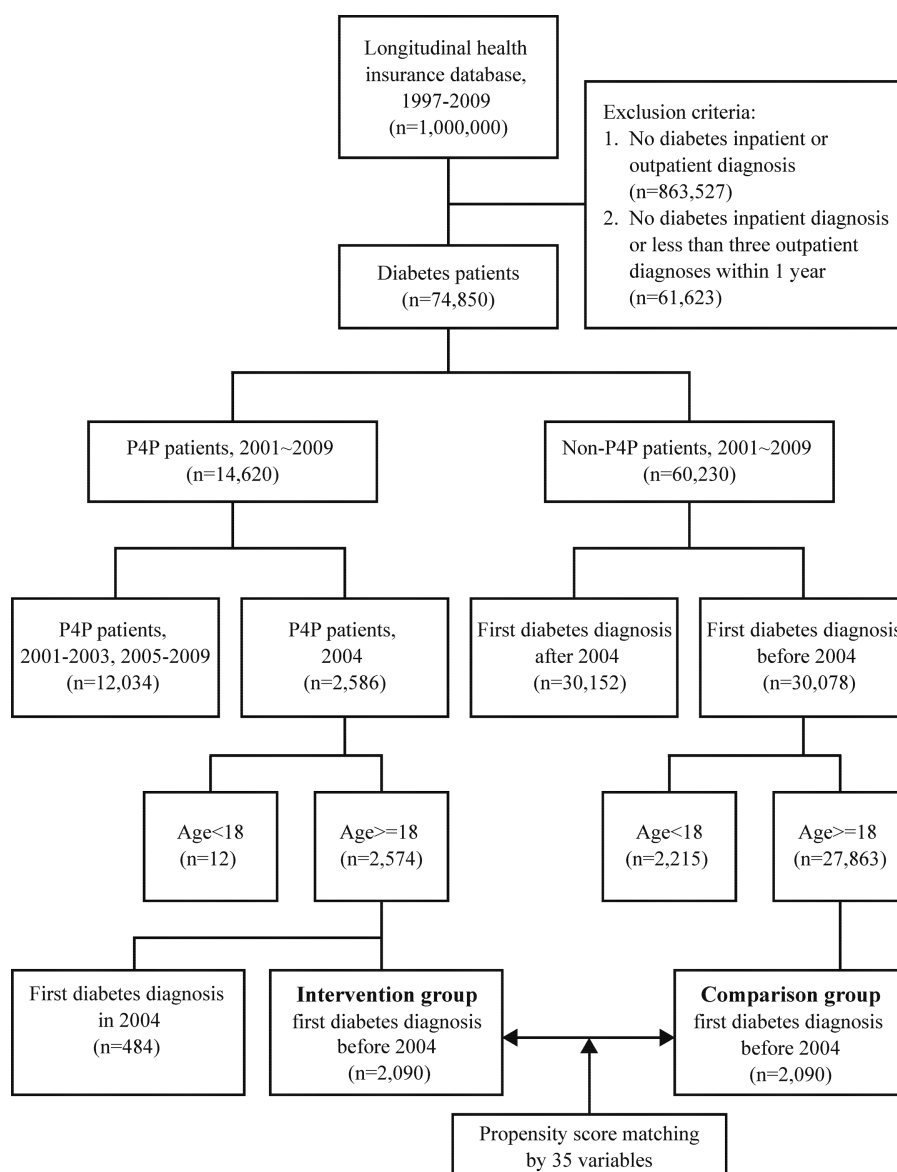 Longitudinal health
insurance database,
1997-2009
(n=1,000,000)
Exclusion criteria:
1. No diabetes inpatient or
outpatient diagnosis
(n=863,527)
2. No diabetes inpatient diagnosis
or less than three outpatient
diagnoses within 1 year
(n=61,623)
Diabetes patients
(n=74,850)
P4P patients, 2001~2009
(n=14,620)
Non-P4P patients, 2001~2009
(n=60,230)
P4P patients,
2001-2003, 2005-2009
(n=12,034)
P4P patients,
2004
(n=2,586)
First diabetes diagnosis
after 2004
(n=30,152)
First diabetes diagnosis
before 2004
(n=30,078)
Age<18
(n=12)
Age>=18
(n=2,574)
Age<18
(n=2,215)
Age>=18
(n=27,863)
First diabetes diagnosis
in 2004
(n=484)
Intervention group
first diabetes diagnosis
before 2004
(n=2,090)
Comparison group
first diabetes diagnosis
before 2004
(n=2,090)
Propensity score matching
by 35 variables